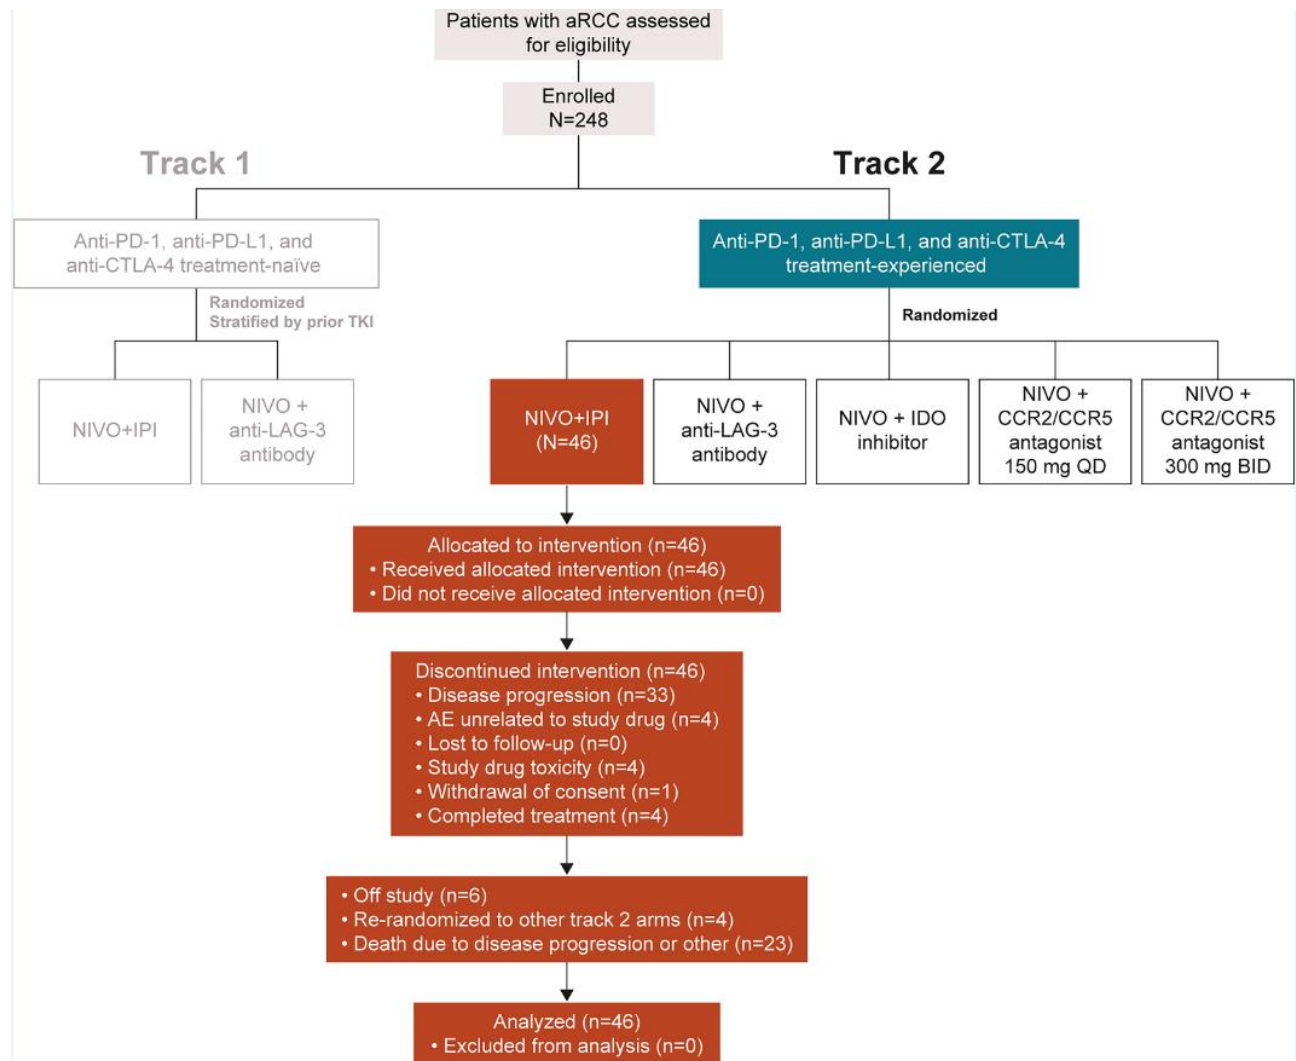 Patients with aRCC assessed
for eligibility
Enrolled
N=248
Track 1
Track 2
Anti-PD-1, anti-PD-L1, and
anti-CTLA-4 treatment-naïve
Anti-PD-1, anti-PD-L1, and anti-CTLA-4
treatment-experienced
Randomized
Stratified by prior TKI
Randomized
NIVO+IPI
NIVO +
anti-LAG-3
antibody
NIVO+IPI
(N=46)
NIVO +
anti-LAG-3
antibody
NIVO + IDO
inhibitor
NIVO +
CCR2/CCR5
antagonist
150 mg QD
NIVO +
CCR2/CCR5
antagonist
300 mg BID
Allocated to intervention (n=46)
• Received allocated intervention (n=46)
• Did not receive allocated intervention (n=0)
Discontinued intervention (n=46)
• Disease progression (n=33)
• AE unrelated to study drug (n=4)
• Lost to follow-up (n=0)
• Study drug toxicity (n=4)
• Withdrawal of consent (n=1)
• Completed treatment (n=4)
• Off study (n=6)
• Re-randomized to other track 2 arms (n=4)
• Death due to disease progression or other (n=23)
Analyzed (n=46)
• Excluded from analysis (n=0)